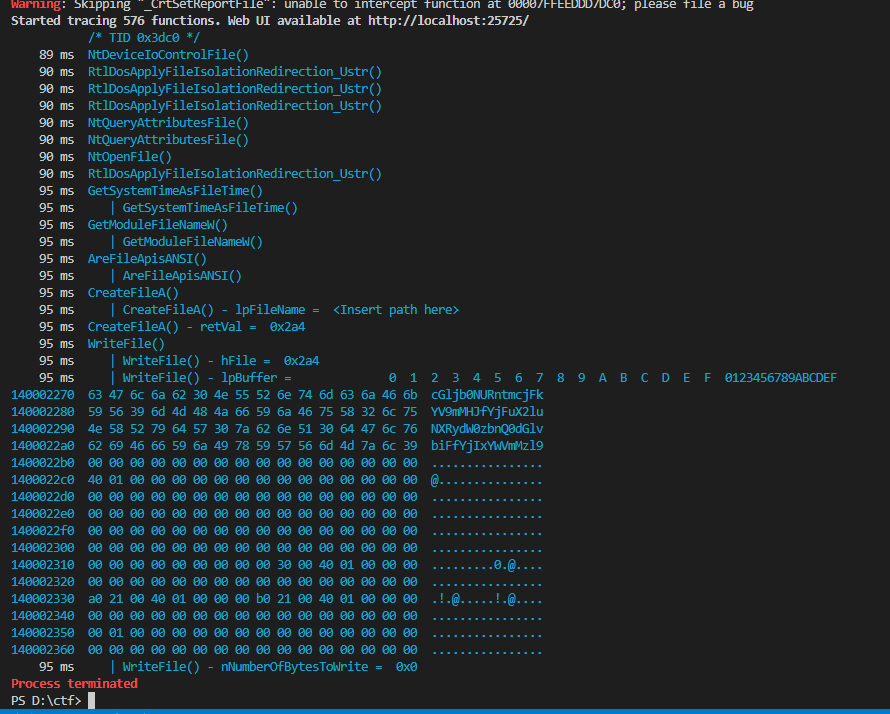 Warning: Skipping "_CrtSetReportFile": unable to intercept function at 00007FFEEDDD7DC0; please file a bug
Started tracing 576 functions. Web UI available at http://localhost:25725/
/* TID 0x3dc0 */
89 ms NtDeviceIoControlFile()
90 ms RtlDosApplyFileIsolationRedirection_Ustr()
90 ms RtlDosApplyFileIsolationRedirection_Ustr()
90 ms RtlDosApplyFileIsolationRedirection_Ustr()
90 ms NtQueryAttributesFile()
90 ms NtQueryAttributesFile()
90 ms NtOpenFile()
90 ms RtlDosApplyFileIsolationRedirection_Ustr()
95 ms GetSystemTimeAsFileTime()
95 ms | GetSystemTimeAsFileTime()
95 ms GetModuleFileNameW()
95 ms | GetModuleFileNameW()
95 ms AreFileApisANSI()
95 ms | AreFileApisANSI()
95 ms CreateFileA()
95 ms | CreateFileA() - lpFileName = <Insert path here>
95 ms CreateFileA() - retVal = 0x2a4
95 ms WriteFile()
95 ms | WriteFile() - hFile = 0x2a4
95 ms | WriteFile() - lpBuffer = 0 1 2 3 4 5 6 7 8 9 A B C D E F 0123456789ABCDEF
140002270 63 47 6c 6a 62 30 4e 55 52 6e 74 6d 63 6a 46 6b cGljb0NURntmcjFk
140002280 59 56 39 6d 4d 48 4a 66 59 6a 46 75 58 32 6c 75 YV9mMHJfYjFuX2lu
140002290 4e 58 52 79 64 57 30 7a 62 6e 51 30 64 47 6c 76 NXRydW0zbnQ0dGlv
1400022a0 62 69 46 66 59 6a 49 78 59 57 56 6d 4d 7a 6c 39 biFfYjIxYWVmMzl9
1400022b0 00 00 00 00 00 00 00 00 00 00 00 00 00 00 00 00 ................
1400022c0 40 01 00 00 00 00 00 00 00 00 00 00 00 00 00 00 @...............
1400022d0 00 00 00 00 00 00 00 00 00 00 00 00 00 00 00 00 ................
1400022e0 00 00 00 00 00 00 00 00 00 00 00 00 00 00 00 00 ................
1400022f0 00 00 00 00 00 00 00 00 00 00 00 00 00 00 00 00 ................
140002300 00 00 00 00 00 00 00 00 00 00 00 00 00 00 00 00 ................
140002310 00 00 00 00 00 00 00 00 00 30 00 40 01 00 00 00 .........0.@....
140002320 00 00 00 00 00 00 00 00 00 00 00 00 00 00 00 00 ................
140002330 a0 21 00 40 01 00 00 00 b0 21 00 40 01 00 00 00 .!.@.....!.@....
140002340 00 00 00 00 00 00 00 00 00 00 00 00 00 00 00 00 ................
140002350 00 01 00 00 00 00 00 00 00 00 00 00 00 00 00 00 ................
140002360 00 00 00 00 00 00 00 00 00 00 00 00 00 00 00 00 ................
95 ms | WriteFile() - nNumberOfBytesToWrite = 0x0
Process terminated
PS D:\ctf>